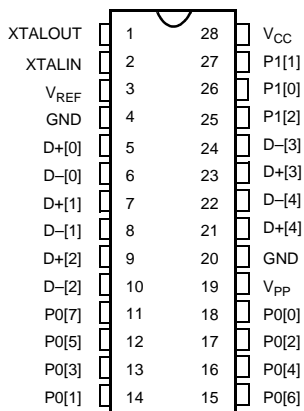 XTALOUT 1 28 VCC
XTALIN 2 27 P1[1]
VREF 3 26 P1[0]
GND 4 25 P1[2]
D+[0] 5 24 D–[3]
D–[0] 6 23 D+[3]
D+[1] 7 22 D–[4]
D–[1] 8 21 D+[4]
D+[2] 9 20 GND
D–[2] 10 19 VPP
P0[7] 11 18 P0[0]
P0[5] 12 17 P0[2]
P0[3] 13 16 P0[4]
P0[1] 14 15 P0[6]